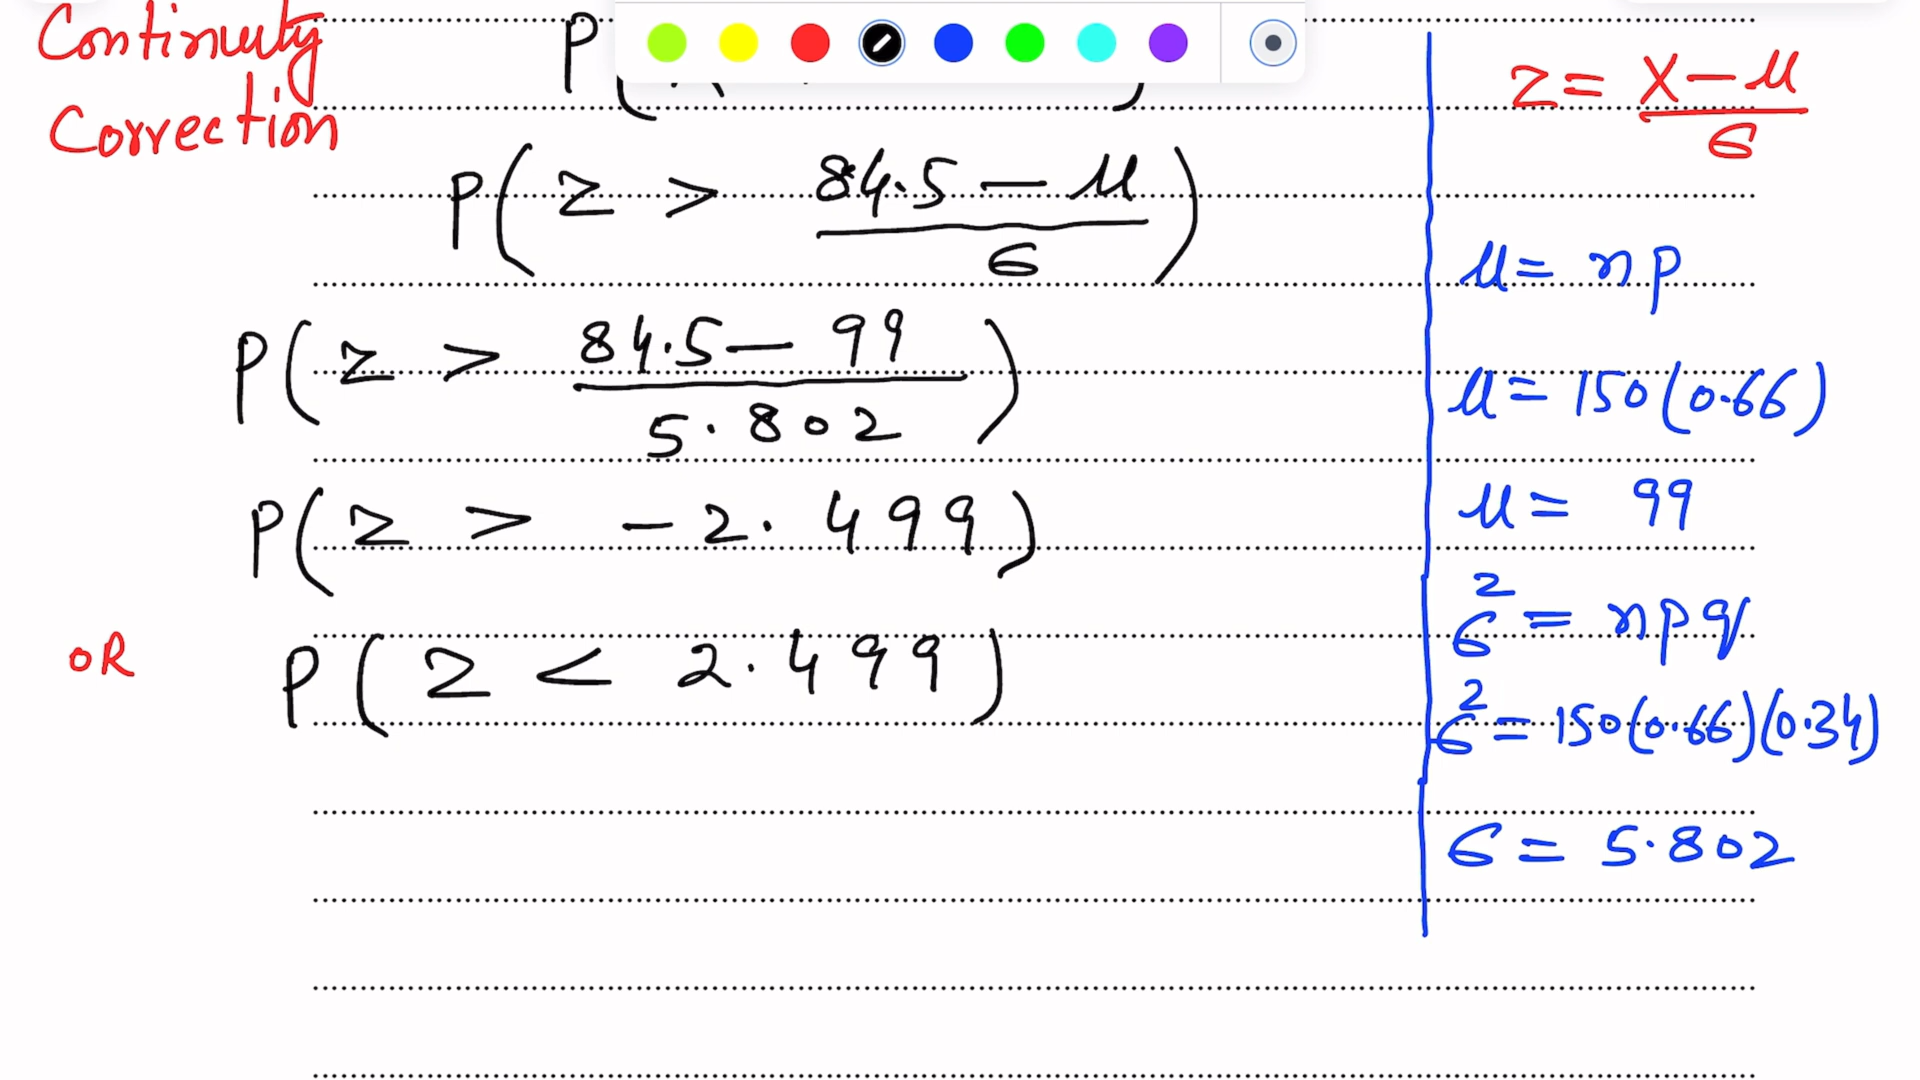 Continuity
Correction
P(
P(Z > (84.5 - μ)/σ)
P(Z > (84.5 - 99)/5.802)
P(Z > -2.499)
OR P(Z < 2.499)
Z = (X - μ)/σ
μ = np
μ = 150(0.66)
μ = 99
σ² = npq
σ² = 150(0.66)(0.34)
σ = 5.802